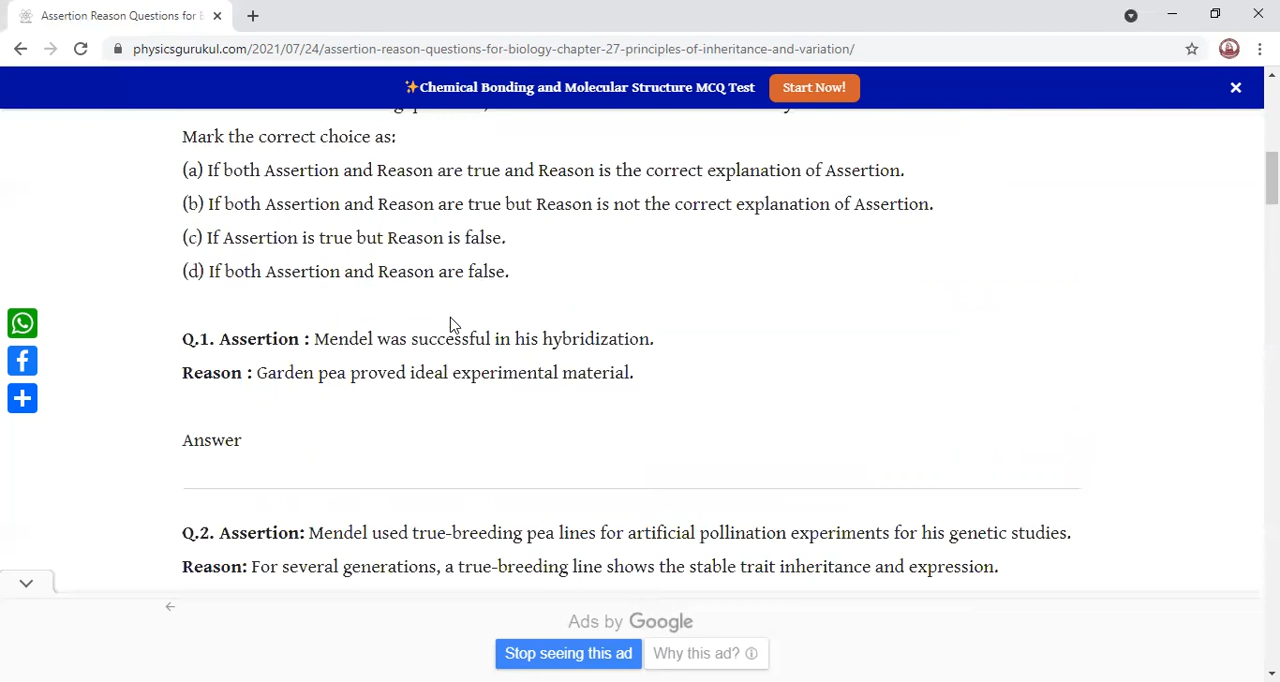 Assertion Reason Questions for
physicsgurukul.com/2021/07/24/assertion-reason-questions-for-biology-chapter-27-principles-of-inheritance-and-variation/
✨Chemical Bonding and Molecular Structure MCQ Test Start Now!
Mark the correct choice as:
(a) If both Assertion and Reason are true and Reason is the correct explanation of Assertion.
(b) If both Assertion and Reason are true but Reason is not the correct explanation of Assertion.
(c) If Assertion is true but Reason is false.
(d) If both Assertion and Reason are false.
Q.1. Assertion : Mendel was successful in his hybridization.
Reason : Garden pea proved ideal experimental material.
Answer
Q.2. Assertion: Mendel used true-breeding pea lines for artificial pollination experiments for his genetic studies.
Reason: For several generations, a true-breeding line shows the stable trait inheritance and expression.
Ads by Google
Stop seeing this ad Why this ad?